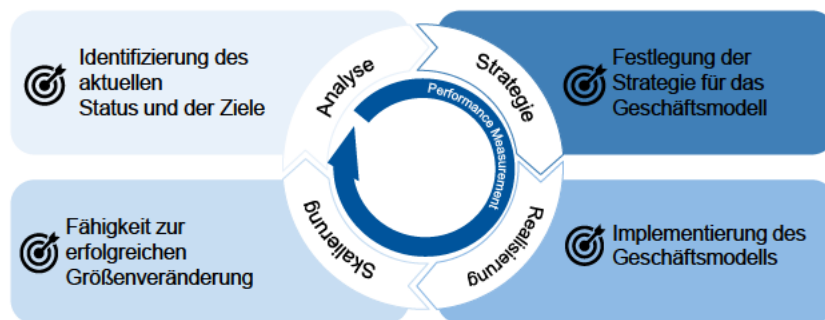 Identifizierung des
aktuellen
Status und der Ziele
Analyse
Strategie
Festlegung der
Strategie für das
Geschäftsmodell
Performance Measurement
Fähigkeit zur
erfolgreichen
Größenveränderung
Skalierung
Realisierung
Implementierung des
Geschäftsmodells